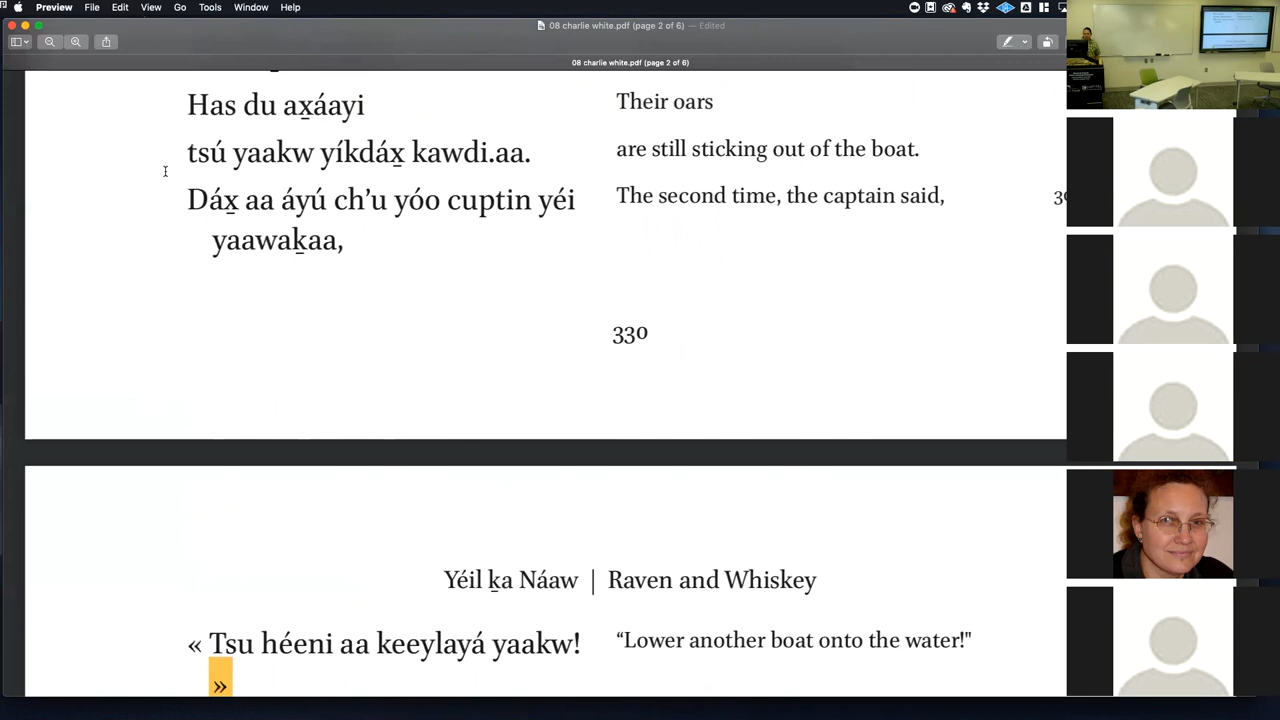 Preview File Edit View Go Tools Window Help
08 charlie white.pdf (page 2 of 6) — Edited
08 charlie white.pdf (page 2 of 6)
Has du ax̱áayi
Their oars
tsú yaakw yíkdáx̱ kawdi.aa.
are still sticking out of the boat.
Dáx̱ aa áyú ch’u yóo cuptin yéi
yaawaḵaa,
The second time, the captain said,
30
330
Yéil ḵa Náaw | Raven and Whiskey
« Tsu héeni aa keeylayá yaakw!
»
“Lower another boat onto the water!"